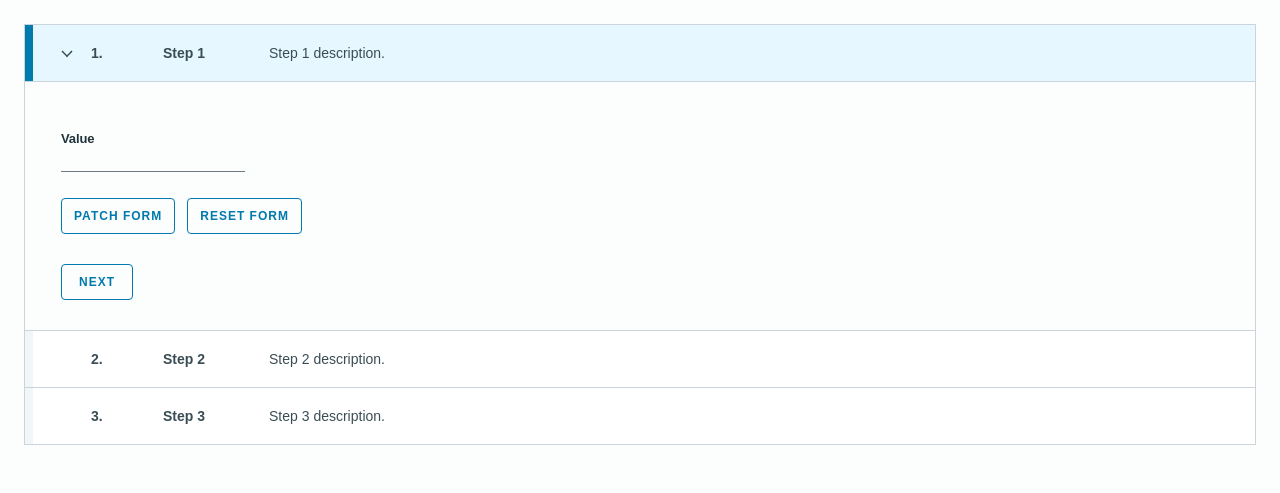 1. Step 1 Step 1 description.
Value
PATCH FORM RESET FORM
NEXT
2. Step 2 Step 2 description.
3. Step 3 Step 3 description.